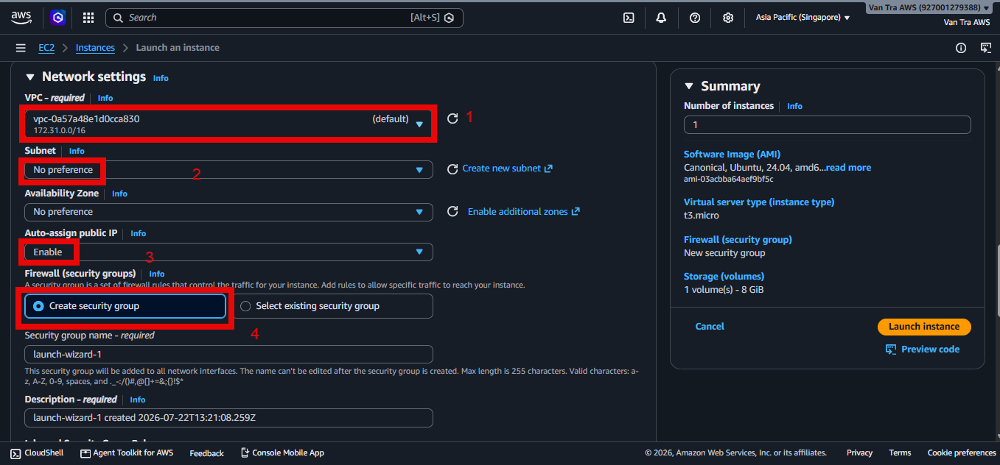 aws
Search [Alt+S]
Asia Pacific (Singapore)
Van Tra AWS (927001279388)
Van Tra AWS
EC2 > Instances > Launch an instance
Network settings Info
VPC - required Info
vpc-0a57a48e1d0cca830 (default)
172.31.0.0/16
1
Subnet Info
No preference
2
Create new subnet
Availability Zone Info
No preference
Enable additional zones
Auto-assign public IP Info
Enable
3
Firewall (security groups) Info
A security group is a set of firewall rules that control the traffic for your instance. Add rules to allow specific traffic to reach your instance.
Create security group
Select existing security group
4
Security group name - required
launch-wizard-1
This security group will be added to all network interfaces. The name can't be edited after the security group is created. Max length is 255 characters. Valid characters: a-
z, A-Z, 0-9, spaces, and ._-:/()#,@[]+=&;{}!$*
Description - required Info
launch-wizard-1 created 2026-07-22T13:21:08.259Z
Summary
Number of instances Info
1
Software Image (AMI)
Canonical, Ubuntu, 24.04, amd6...read more
ami-03acbba64aef9bf5c
Virtual server type (instance type)
t3.micro
Firewall (security group)
New security group
Storage (volumes)
1 volume(s) - 8 GiB
Cancel
Launch instance
Preview code
CloudShell Agent Toolkit for AWS Feedback Console Mobile App
© 2026, Amazon Web Services, Inc. or its affiliates. Privacy Terms Cookie preferences